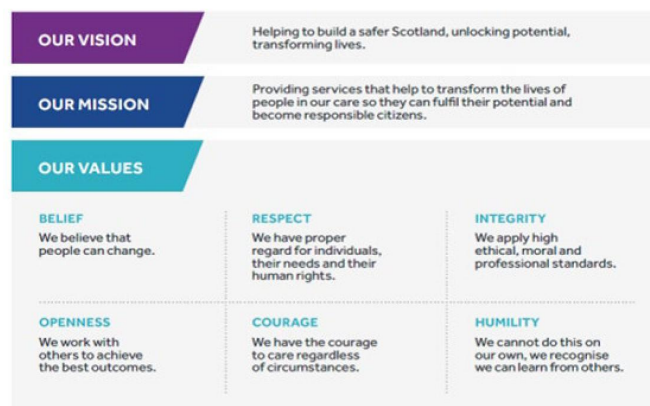 OUR VISION
Helping to build a safer Scotland, unlocking potential,
transforming lives.
OUR MISSION
Providing services that help to transform the lives of
people in our care so they can fulfil their potential and
become responsible citizens.
OUR VALUES
BELIEF
We believe that
people can change.
RESPECT
We have proper
regard for individuals,
their needs and their
human rights.
INTEGRITY
We apply high
ethical, moral and
professional standards.
OPENNESS
We work with
others to achieve
the best outcomes.
COURAGE
We have the courage
to care regardless
of circumstances.
HUMILITY
We cannot do this on
our own, we recognise
we can learn from others.